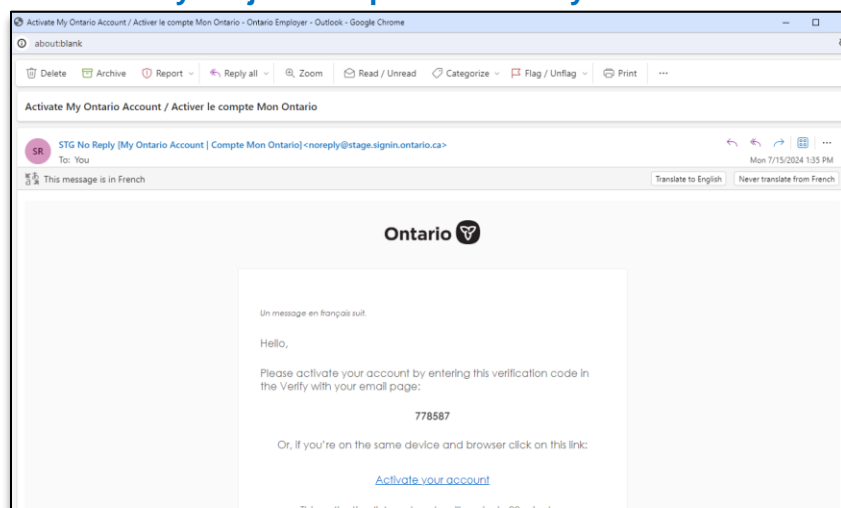 Activate My Ontario Account / Activer le compte Mon Ontario - Ontario Employer - Outlook - Google Chrome
about:blank
Delete Archive Report Reply all Zoom Read / Unread Categorize Flag / Unflag Print ...
Activate My Ontario Account / Activer le compte Mon Ontario
SR
STG No Reply [My Ontario Account | Compte Mon Ontario]<noreply@stage.signin.ontario.ca>
To: You
Mon 7/15/2024 1:35 PM
This message is in French
Translate to English Never translate from French
Ontario
Un message en français suit.
Hello,
Please activate your account by entering this verification code in
the Verify with your email page:
778587
Or, if you're on the same device and browser click on this link:
Activate your account